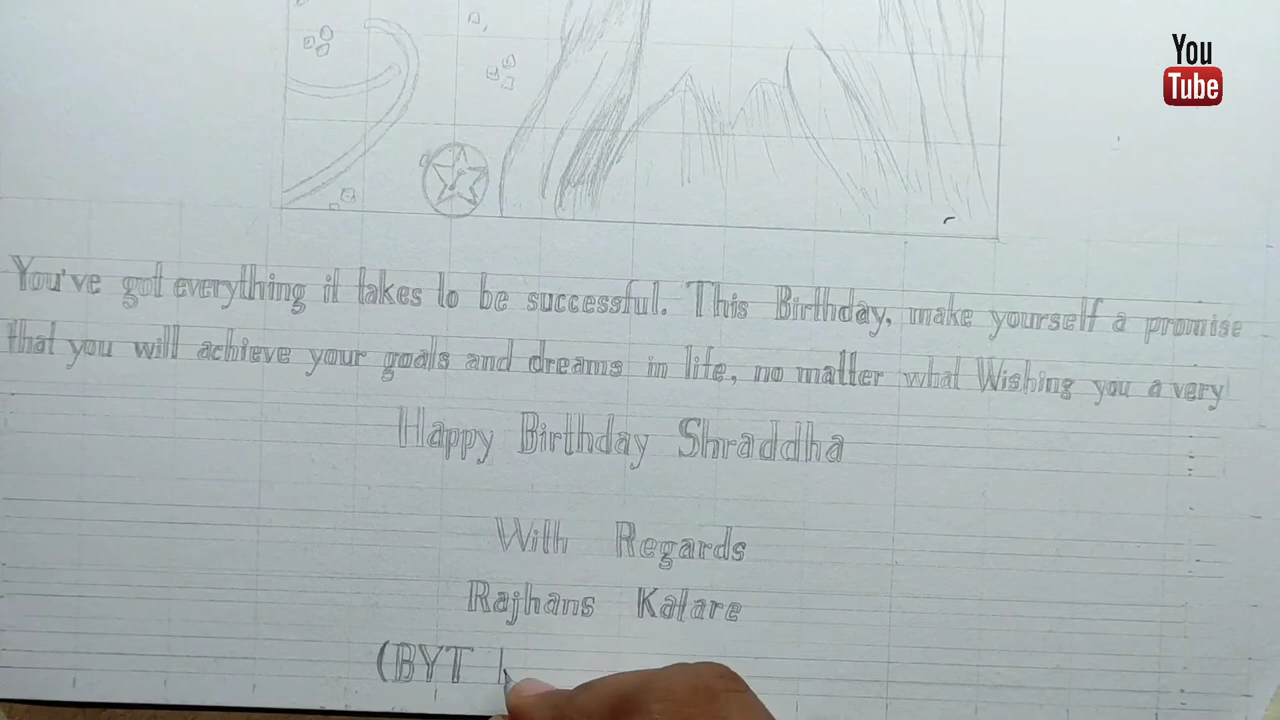 You Tube
You've got everything it takes to be successful. This Birthday, make yourself a promise
that you will achieve your goals and dreams in life, no matter what Wishing you a very
Happy Birthday Shraddha
With Regards
Rajhans Katare
(BYT